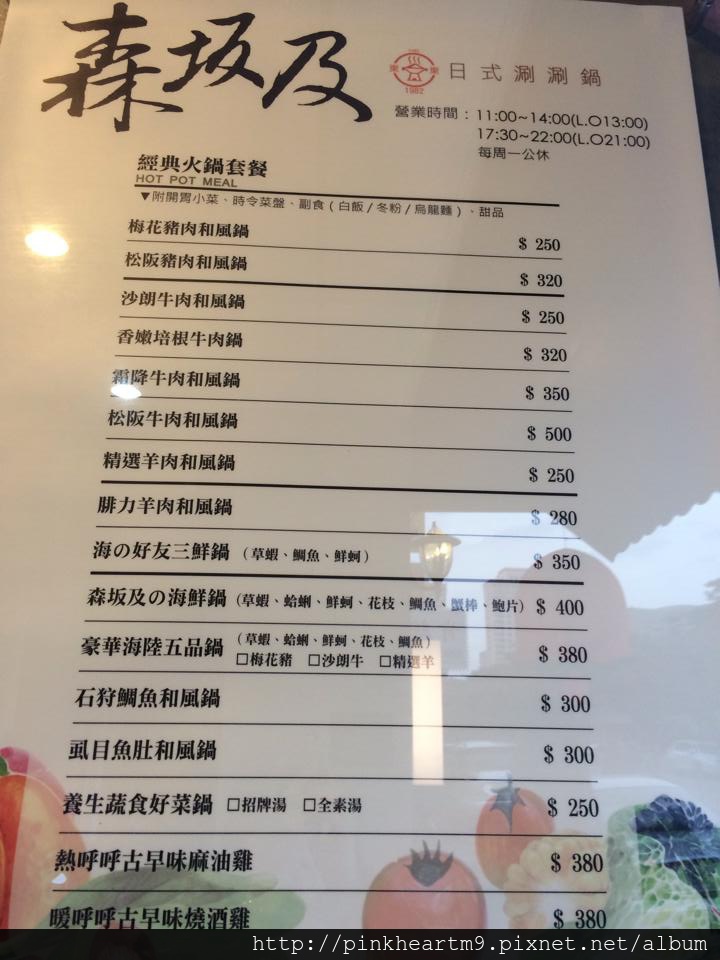 森坂及
東 東
1982
日式涮涮鍋
營業時間：11:00~14:00(L.O13:00)
17:30~22:00(L.O21:00)
每周一公休
經典火鍋套餐
HOT POT MEAL
▼附開胃小菜、時令菜盤、副食（白飯/冬粉/烏龍麵）、甜品
梅花豬肉和風鍋 $ 250
松阪豬肉和風鍋 $ 320
沙朗牛肉和風鍋 $ 250
香嫩培根牛肉鍋 $ 320
霜降牛肉和風鍋 $ 350
松阪牛肉和風鍋 $ 500
精選羊肉和風鍋 $ 250
腓力羊肉和風鍋 $ 280
海の好友三鮮鍋（草蝦、鯛魚、鮮蚵） $ 350
森坂及の海鮮鍋（草蝦、蛤蜊、鮮蚵、花枝、鯛魚、蟹棒、鮑片） $ 400
豪華海陸五品鍋（草蝦、蛤蜊、鮮蚵、花枝、鯛魚） $ 380
□梅花豬 □沙朗牛 □精選羊
石狩鯛魚和風鍋 $ 300
虱目魚肚和風鍋 $ 300
養生蔬食好菜鍋 □招牌湯 □全素湯 $ 250
熱呼呼古早味麻油雞 $ 380
暖呼呼古早味燒酒雞 $ 380
http://pinkheartm9.pixnet.net/album